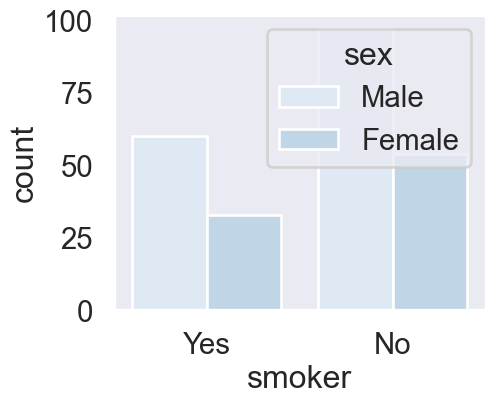 100
75
50
25
0
count
sex
Male
Female
Yes No
smoker